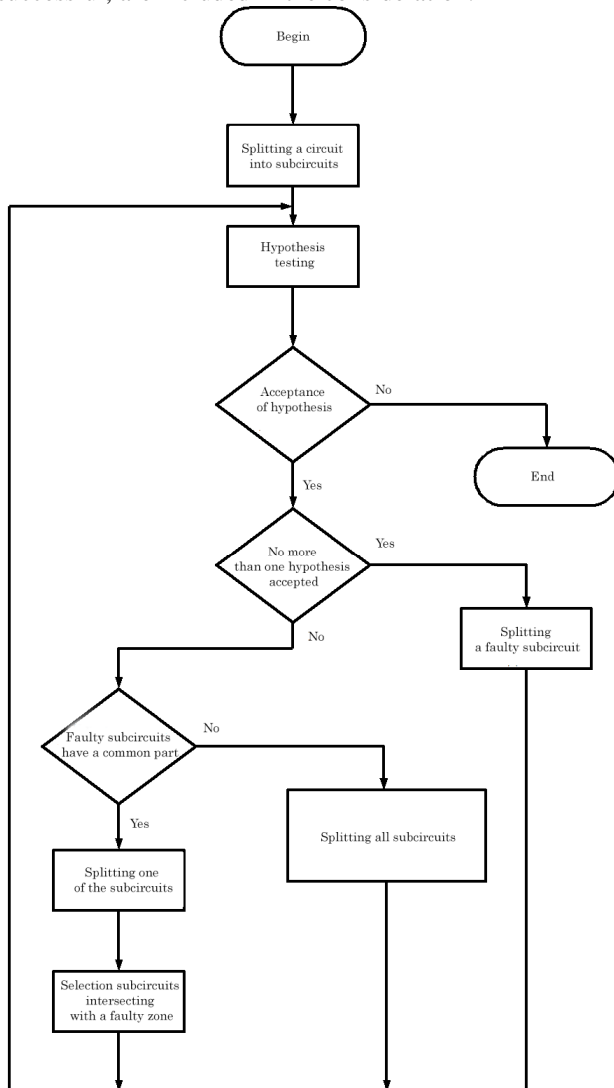 Begin
Splitting a circuit
into subcircuits
Hypothesis
testing
Acceptance
of hypothesis
No
End
Yes
No more
than one hypothesis
accepted
Yes
Splitting
a faulty subcircuit
No
Faulty subcircuits
have a common part
No
Splitting all subcircuits
Yes
Splitting one
of the subcircuits
Selection subcircuits
intersecting
with a faulty zone